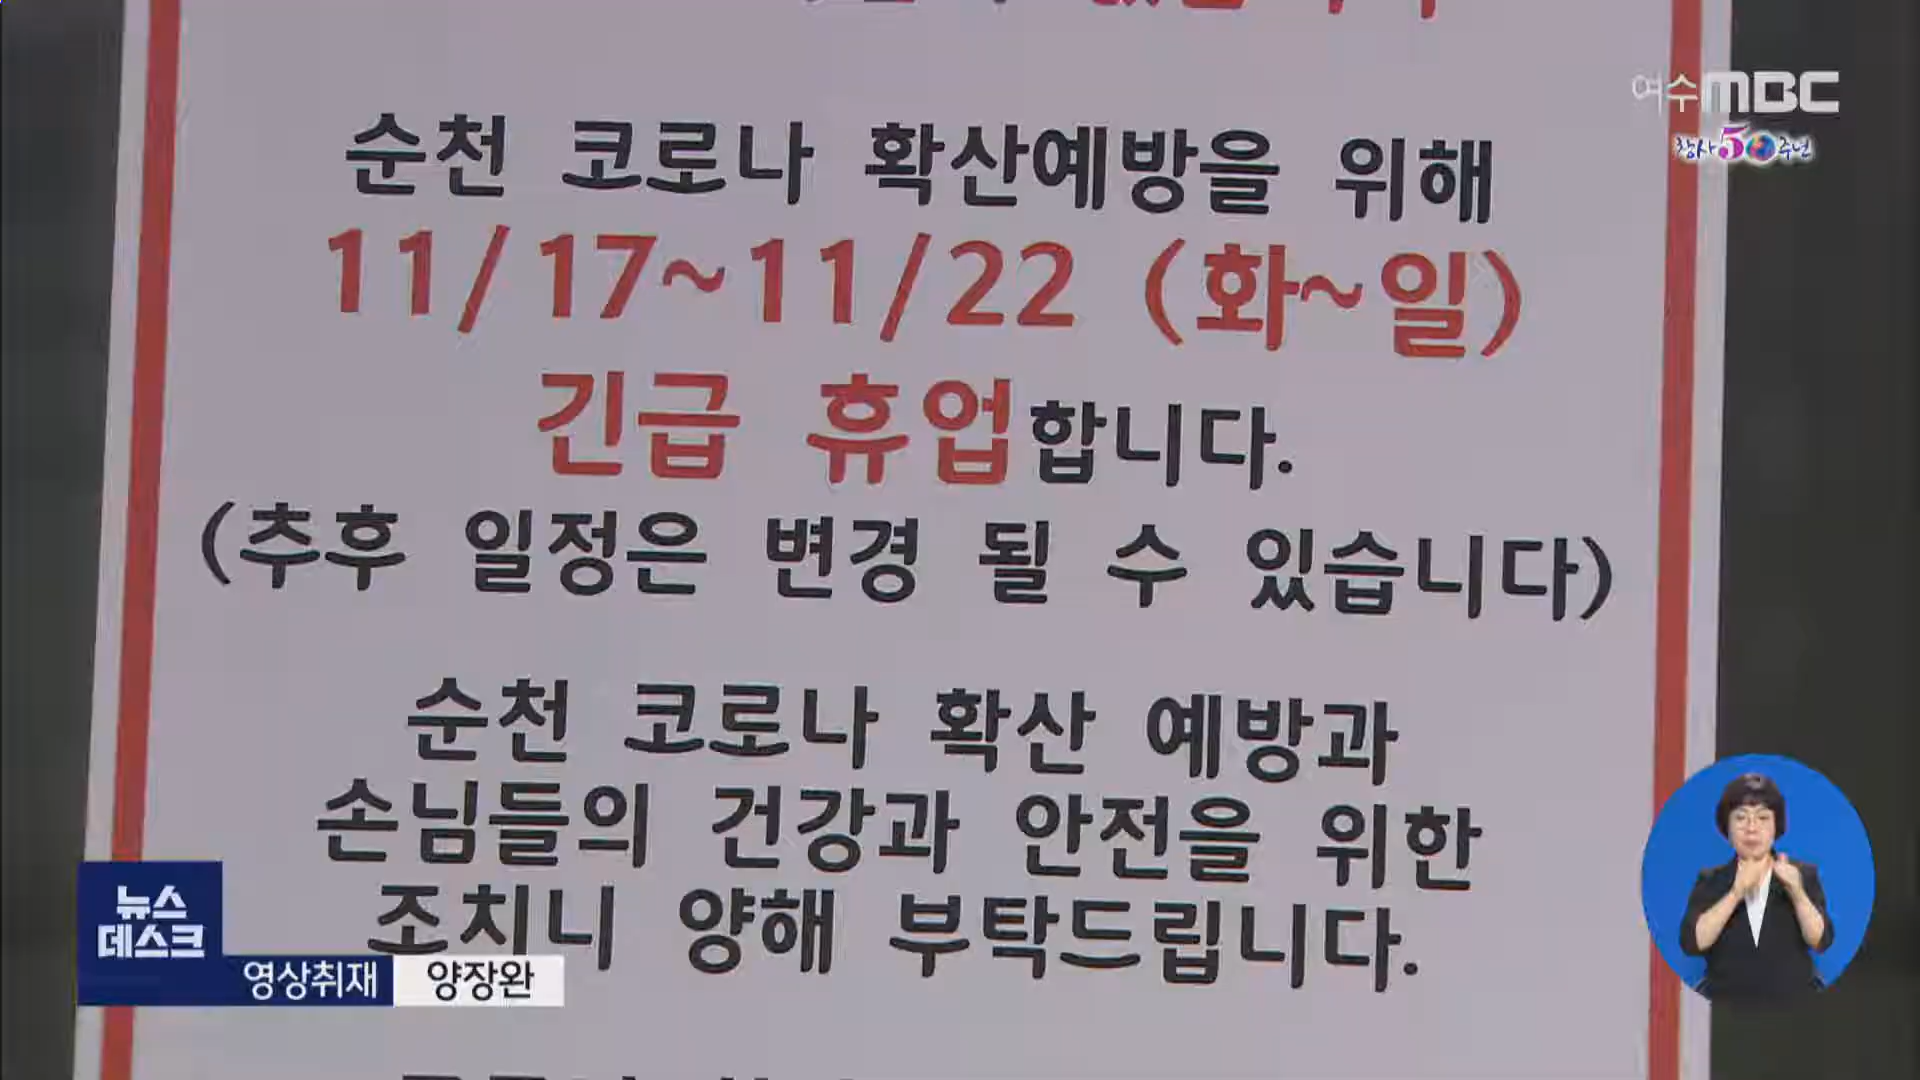 여수MBC
창사50주년
순천 코로나 확산예방을 위해
11/17~11/22 (화~일)
긴급 휴업합니다.
(추후 일정은 변경 될 수 있습니다)
순천 코로나 확산 예방과
손님들의 건강과 안전을 위한
조치니 양해 부탁드립니다.
뉴스
데스크
영상취재 양장완